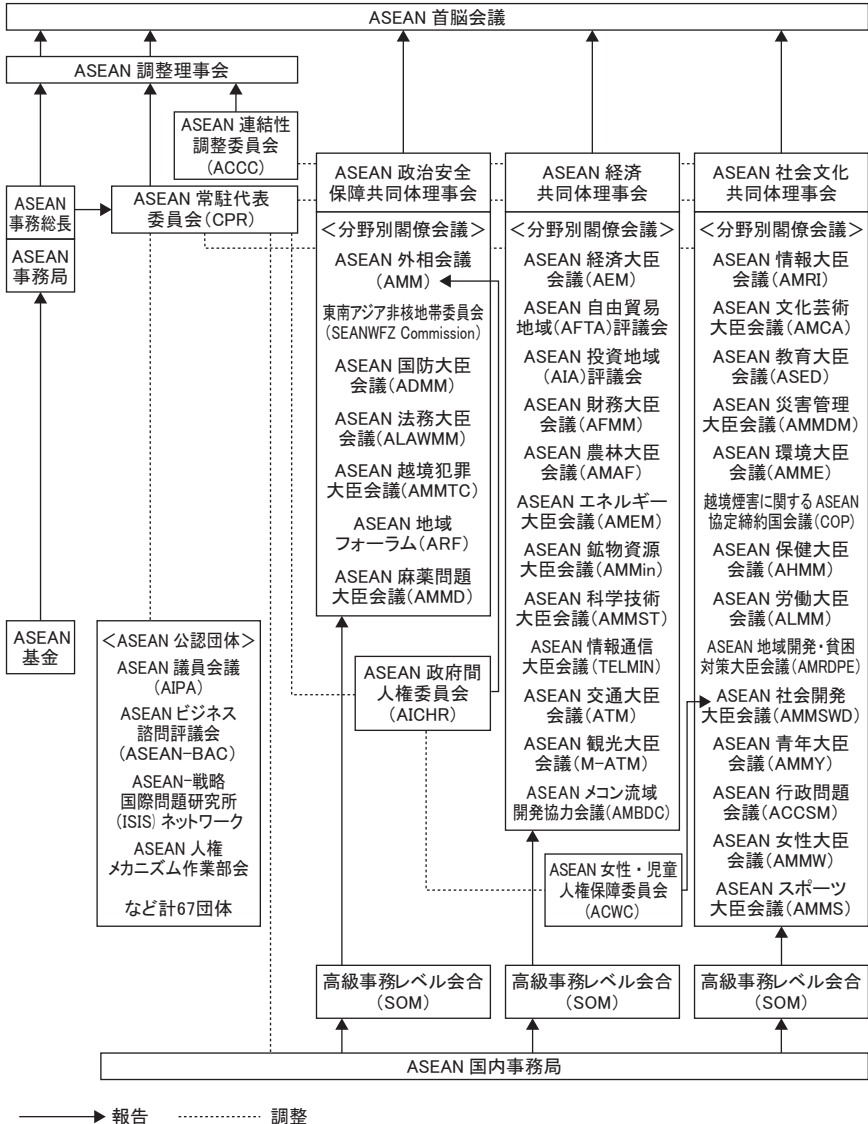 ASEAN 首脳会議
ASEAN 調整理事会
ASEAN 連結性
調整委員会
(ACCC)
ASEAN
事務総長
ASEAN
事務局
ASEAN 常駐代表
委員会(CPR)
ASEAN 政治安全
保障共同体理事会
<分野別閣僚会議>
ASEAN 外相会議
(AMM)
東南アジア非核地帯委員会
(SEANWFZ Commission)
ASEAN 国防大臣
会議(ADMM)
ASEAN 法務大臣
会議(ALAWMM)
ASEAN 越境犯罪
大臣会議(AMMTC)
ASEAN 地域
フォーラム(ARF)
ASEAN 麻薬問題
大臣会議(AMMD)
ASEAN 経済
共同体理事会
<分野別閣僚会議>
ASEAN 経済大臣
会議(AEM)
ASEAN 自由貿易
地域(AFTA)評議会
ASEAN 投資地域
(AIA)評議会
ASEAN 財務大臣
会議(AFMM)
ASEAN 農林大臣
会議(AMAF)
ASEAN エネルギー
大臣会議(AMEM)
ASEAN 鉱物資源
大臣会議(AMMin)
ASEAN 科学技術
大臣会議(AMMST)
ASEAN 情報通信
大臣会議(TELMIN)
ASEAN 交通大臣
会議(ATM)
ASEAN 観光大臣
会議(M-ATM)
ASEAN メコン流域
開発協力会議(AMBDC)
ASEAN 社会文化
共同体理事会
<分野別閣僚会議>
ASEAN 情報大臣
会議(AMRI)
ASEAN 文化芸術
大臣会議(AMCA)
ASEAN 教育大臣
会議(ASED)
ASEAN 災害管理
大臣会議(AMMDM)
ASEAN 環境大臣
会議(AMME)
越境煙害に関する ASEAN
協定締約国会議(COP)
ASEAN 保健大臣
会議(AHMM)
ASEAN 労働大臣
会議(ALMM)
ASEAN 地域開発・貧困
対策大臣会議(AMRDPE)
ASEAN 社会開発
大臣会議(AMMSWD)
ASEAN 青年大臣
会議(AMMY)
ASEAN 行政問題
会議(ACCSM)
ASEAN 女性大臣
会議(AMMW)
ASEAN スポーツ
大臣会議(AMMS)
ASEAN
基金
<ASEAN 公認団体>
ASEAN 議員会議
(AIPA)
ASEAN ビジネス
諮問評議会
(ASEAN-BAC)
ASEAN-戦略
国際問題研究所
(ISIS)ネットワーク
ASEAN 人権
メカニズム作業部会
など計67団体
ASEAN 政府間
人権委員会
(AICHR)
ASEAN 女性・児童
人権保障委員会
(ACWC)
高級事務レベル会合
(SOM)
高級事務レベル会合
(SOM)
高級事務レベル会合
(SOM)
ASEAN 国内事務局
報告 調整